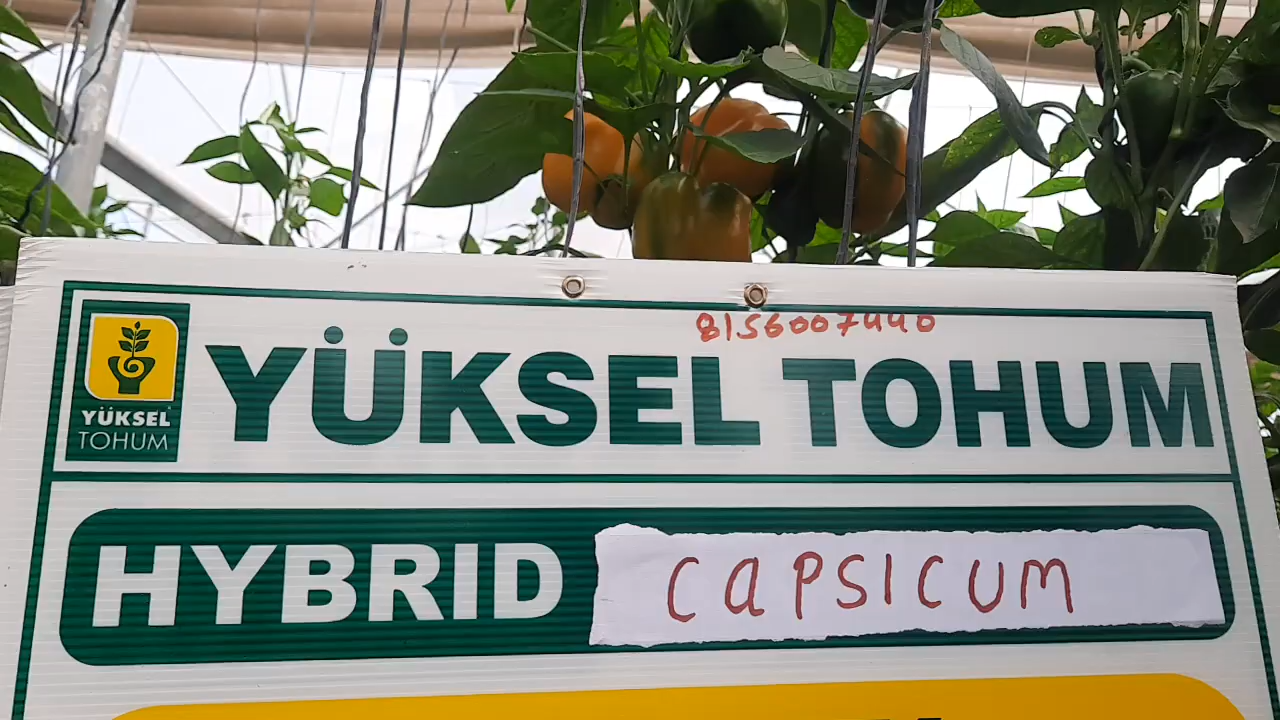 8156007440
YÜKSEL TOHUM
YÜKSEL
TOHUM
HYBRID CAPSICUM